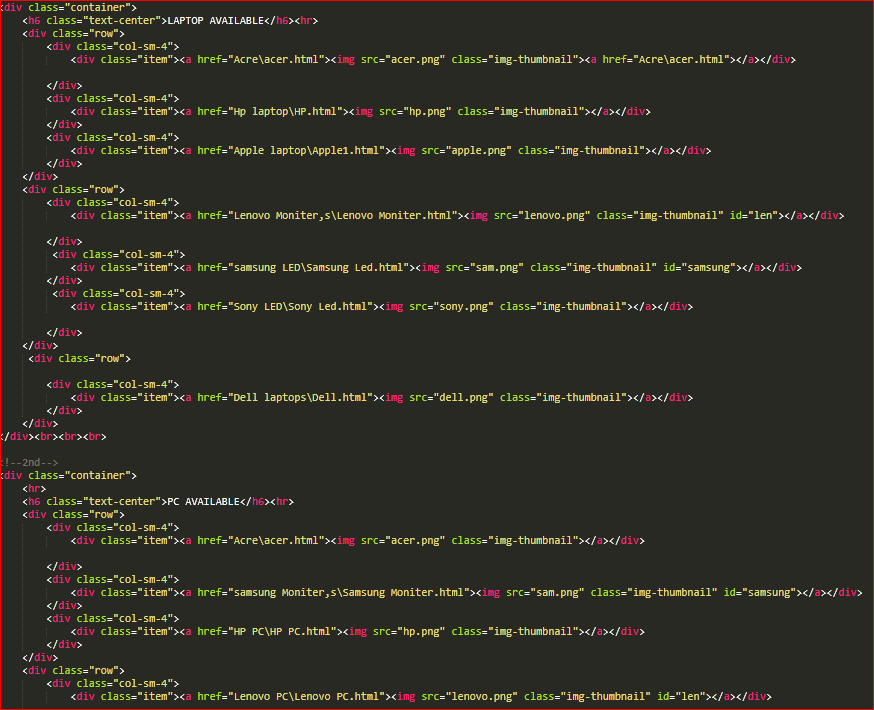 <div class="container">
<h6 class="text-center">LAPTOP AVAILABLE</h6><hr>
<div class="row">
<div class="col-sm-4">
<div class="item"><a href="Acre\acer.html"><img src="acer.png" class="img-thumbnail"><a href="Acre\acer.html"></a></div>
</div>
<div class="col-sm-4">
<div class="item"><a href="Hp laptop\HP.html"><img src="hp.png" class="img-thumbnail"></a></div>
</div>
<div class="col-sm-4">
<div class="item"><a href="Apple laptop\Apple1.html"><img src="apple.png" class="img-thumbnail"></a></div>
</div>
</div>
<div class="row">
<div class="col-sm-4">
<div class="item"><a href="Lenovo Moniter,s\Lenovo Moniter.html"><img src="lenovo.png" class="img-thumbnail" id="len"></a></div>
</div>
<div class="col-sm-4">
<div class="item"><a href="samsung LED\Samsung Led.html"><img src="sam.png" class="img-thumbnail" id="samsung"></a></div>
</div>
<div class="col-sm-4">
<div class="item"><a href="Sony LED\Sony Led.html"><img src="sony.png" class="img-thumbnail"></a></div>
</div>
</div>
<div class="row">
<div class="col-sm-4">
<div class="item"><a href="Dell laptops\Dell.html"><img src="dell.png" class="img-thumbnail"></a></div>
</div>
</div>
</div><br><br><br>
<!--2nd-->
<div class="container">
<hr>
<h6 class="text-center">PC AVAILABLE</h6><hr>
<div class="row">
<div class="col-sm-4">
<div class="item"><a href="Acre\acer.html"><img src="acer.png" class="img-thumbnail"></a></div>
</div>
<div class="col-sm-4">
<div class="item"><a href="samsung Moniter,s\Samsung Moniter.html"><img src="sam.png" class="img-thumbnail" id="samsung"></a></div>
</div>
<div class="col-sm-4">
<div class="item"><a href="HP PC\HP PC.html"><img src="hp.png" class="img-thumbnail"></a></div>
</div>
</div>
<div class="row">
<div class="col-sm-4">
<div class="item"><a href="Lenovo PC\Lenovo PC.html"><img src="lenovo.png" class="img-thumbnail" id="len"></a></div>